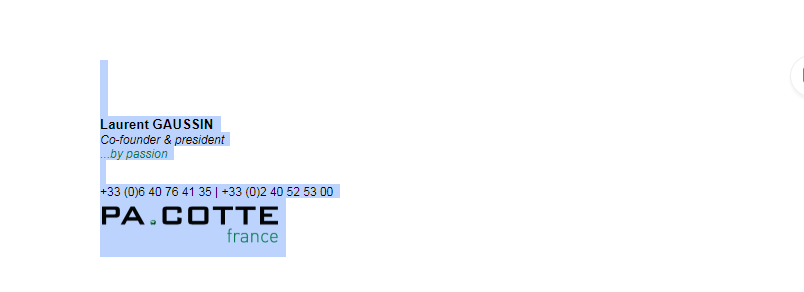 Laurent GAUSSIN
Co-founder & president
...by passion
+33 (0)6 40 76 41 35 | +33 (0)2 40 52 53 00
PA.COTTE
france